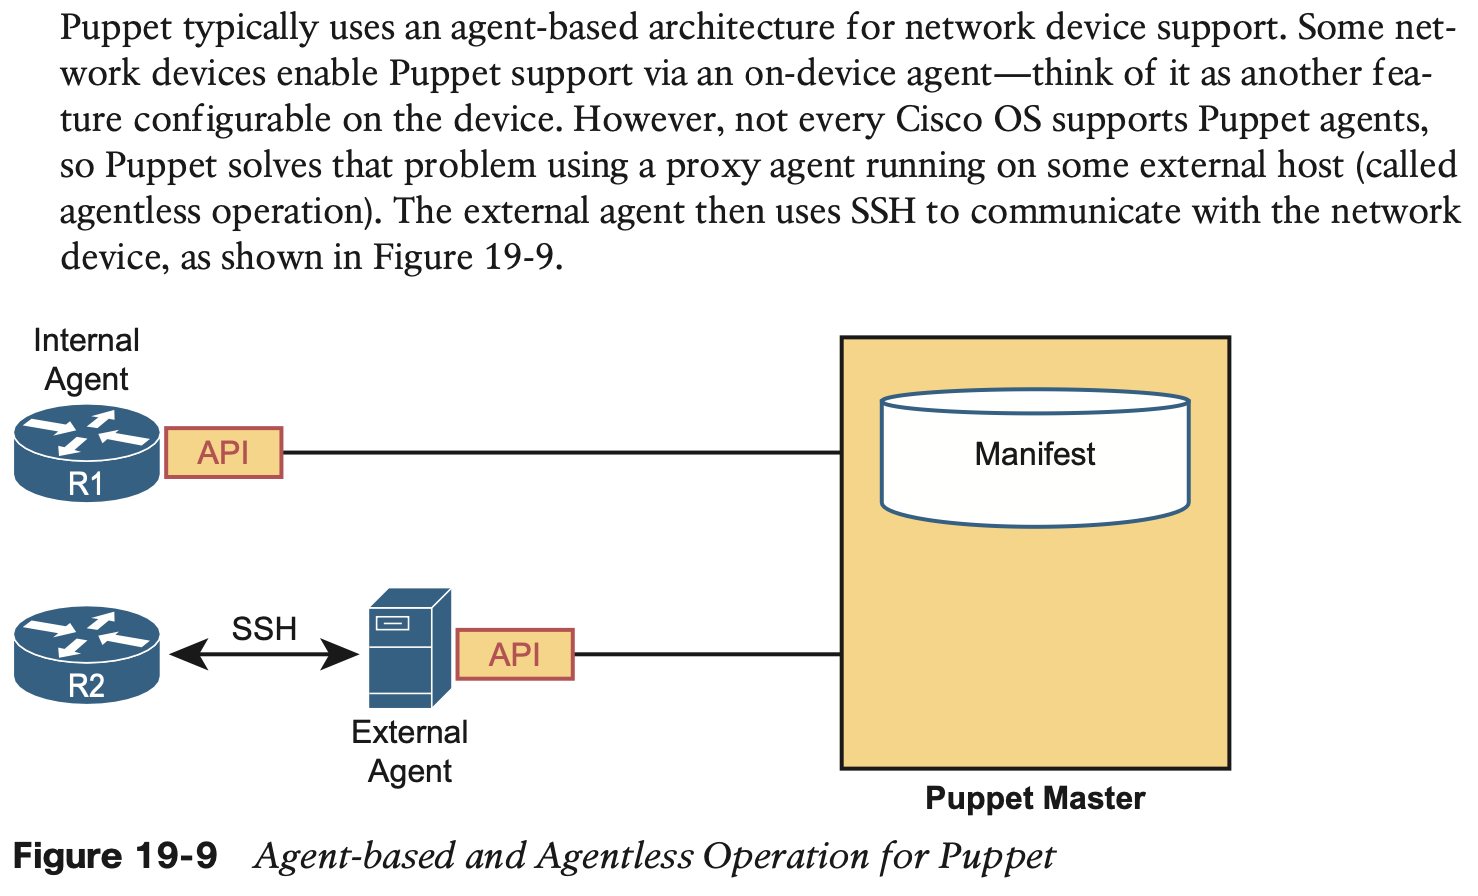 Puppet typically uses an agent-based architecture for network device support. Some net-
work devices enable Puppet support via an on-device agent—think of it as another fea-
ture configurable on the device. However, not every Cisco OS supports Puppet agents,
so Puppet solves that problem using a proxy agent running on some external host (called
agentless operation). The external agent then uses SSH to communicate with the network
device, as shown in Figure 19-9.
Internal
Agent
R1
API
Manifest
R2
SSH
External
Agent
API
Puppet Master
Figure 19-9 Agent-based and Agentless Operation for Puppet